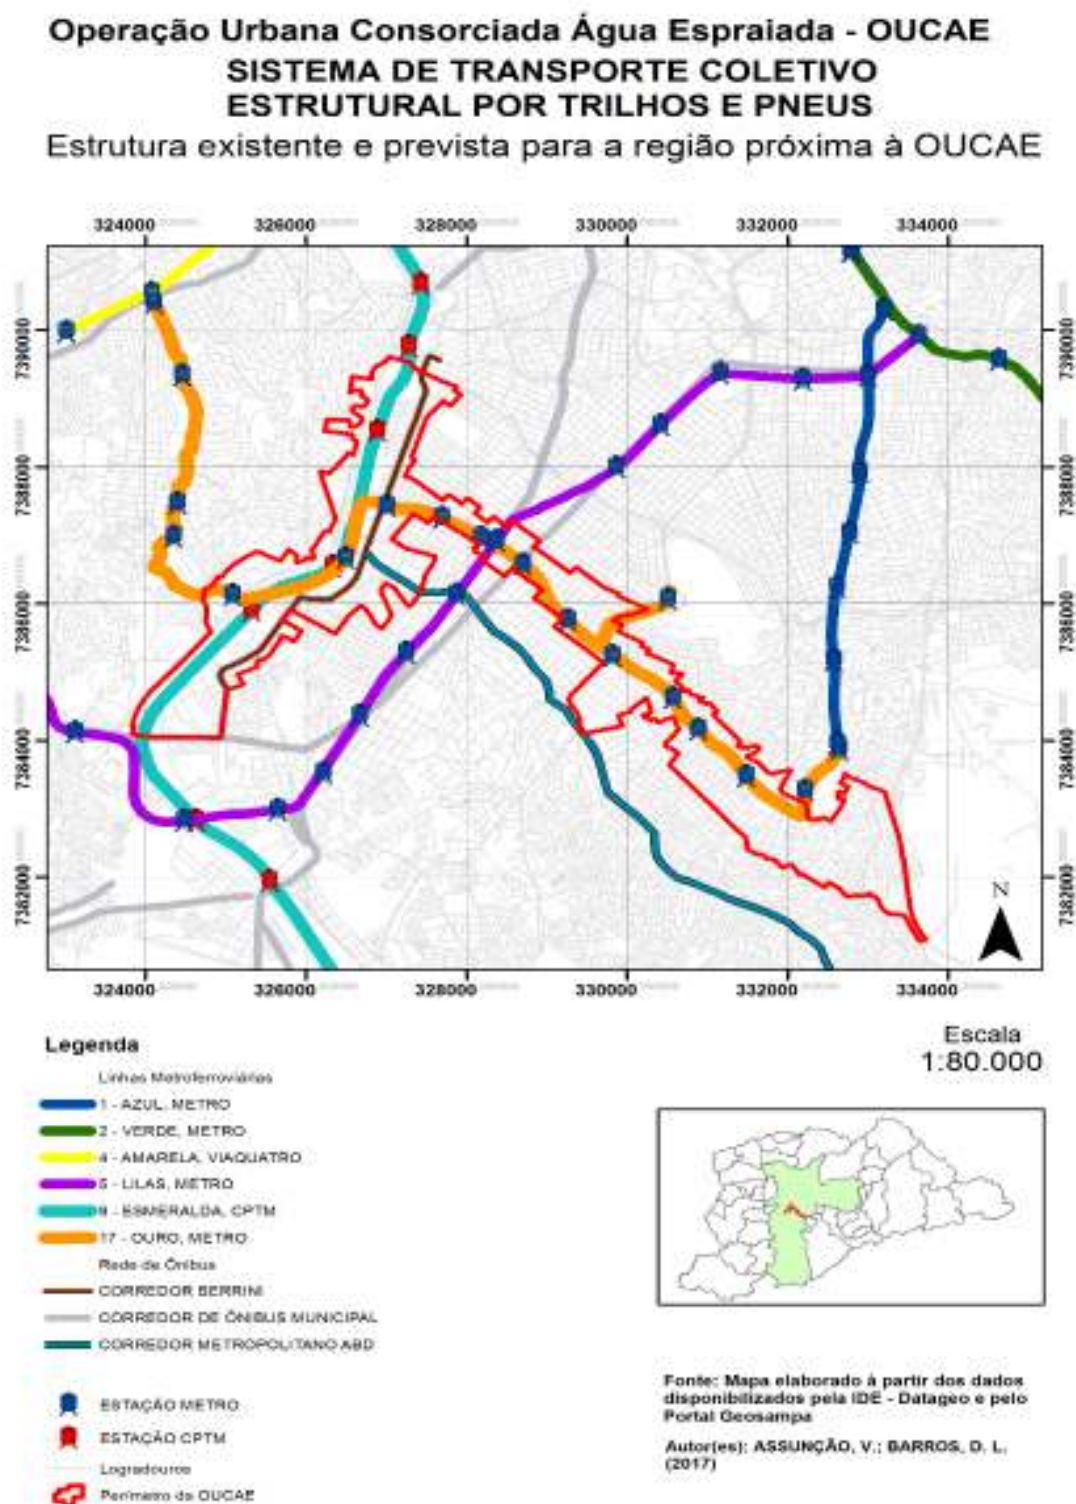 Operação Urbana Consorciada Água Espraiada - OUCAE
SISTEMA DE TRANSPORTE COLETIVO
ESTRUTURAL POR TRILHOS E PNEUS
Estrutura existente e prevista para a região próxima à OUCAE
324000 326000 328000 330000 332000 334000
7390000 7390000
7388000 7388000
7386000 7386000
7384000 7384000
7382000 7382000
N
324000 326000 328000 330000 332000 334000
Escala
1:80.000
Legenda
Linhas Metroferroviárias
1 - AZUL, METRO
2 - VERDE, METRO
4 - AMARELA, VIAQUATRO
5 - LILAS, METRO
9 - ESMERALDA, CPTM
17 - OURO, METRO
Rede de Ônibus
CORREDOR BERRINI
CORREDOR DE ÔNIBUS MUNICIPAL
CORREDOR METROPOLITANO ABD
ESTAÇÃO METRO
ESTAÇÃO CPTM
Logradouros
Perímetro da OUCAE
Fonte: Mapa elaborado à partir dos dados
disponibilizados pela IDE - Datageo e pelo
Portal Geosampa
Autor(es): ASSUNÇÃO, V.; BARROS, D. L.
(2017)